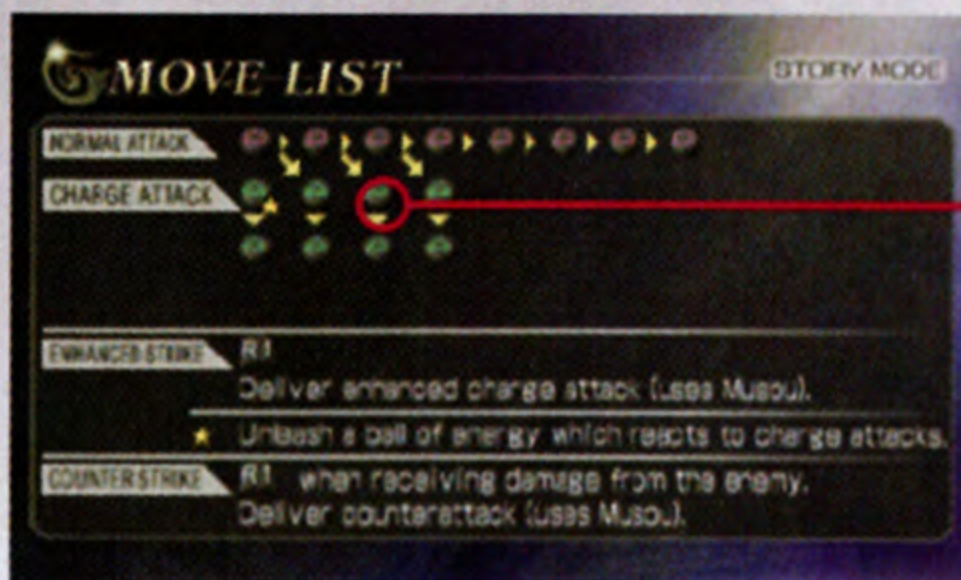 MOVE LIST
STORY MODE
NORMAL ATTACK
CHARGE ATTACK
ENHANCED STRIKE R1
Deliver enhanced charge attack (uses Musou).
★ Unleash a ball of energy which reacts to charge attacks.
COUNTER STRIKE R1 when receiving damage from the enemy.
Deliver counterattack (uses Musou).